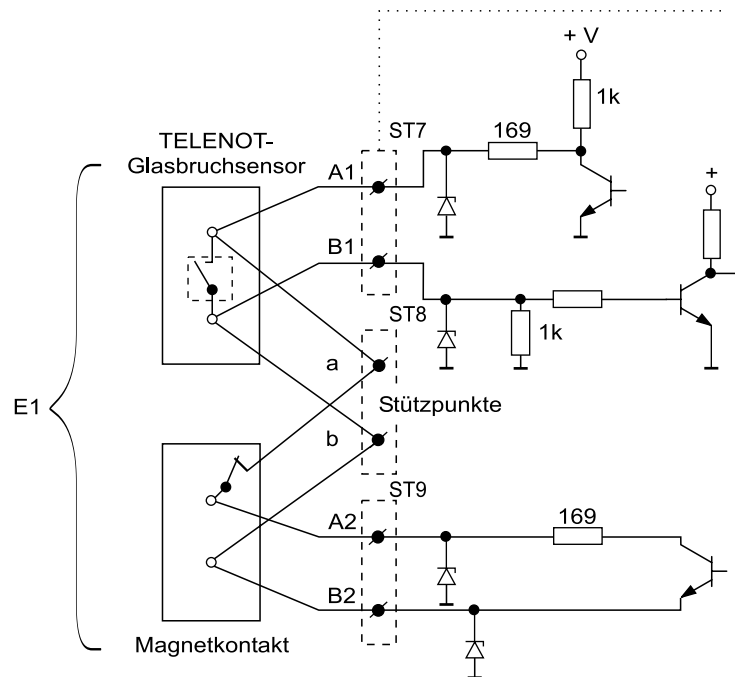 + V
1k
169
ST7
TELENOT-
Glasbruchsensor
A1
+
B1
ST8
1k
a
Stützpunkte
E1
b
ST9
A2
169
B2
Magnetkontakt